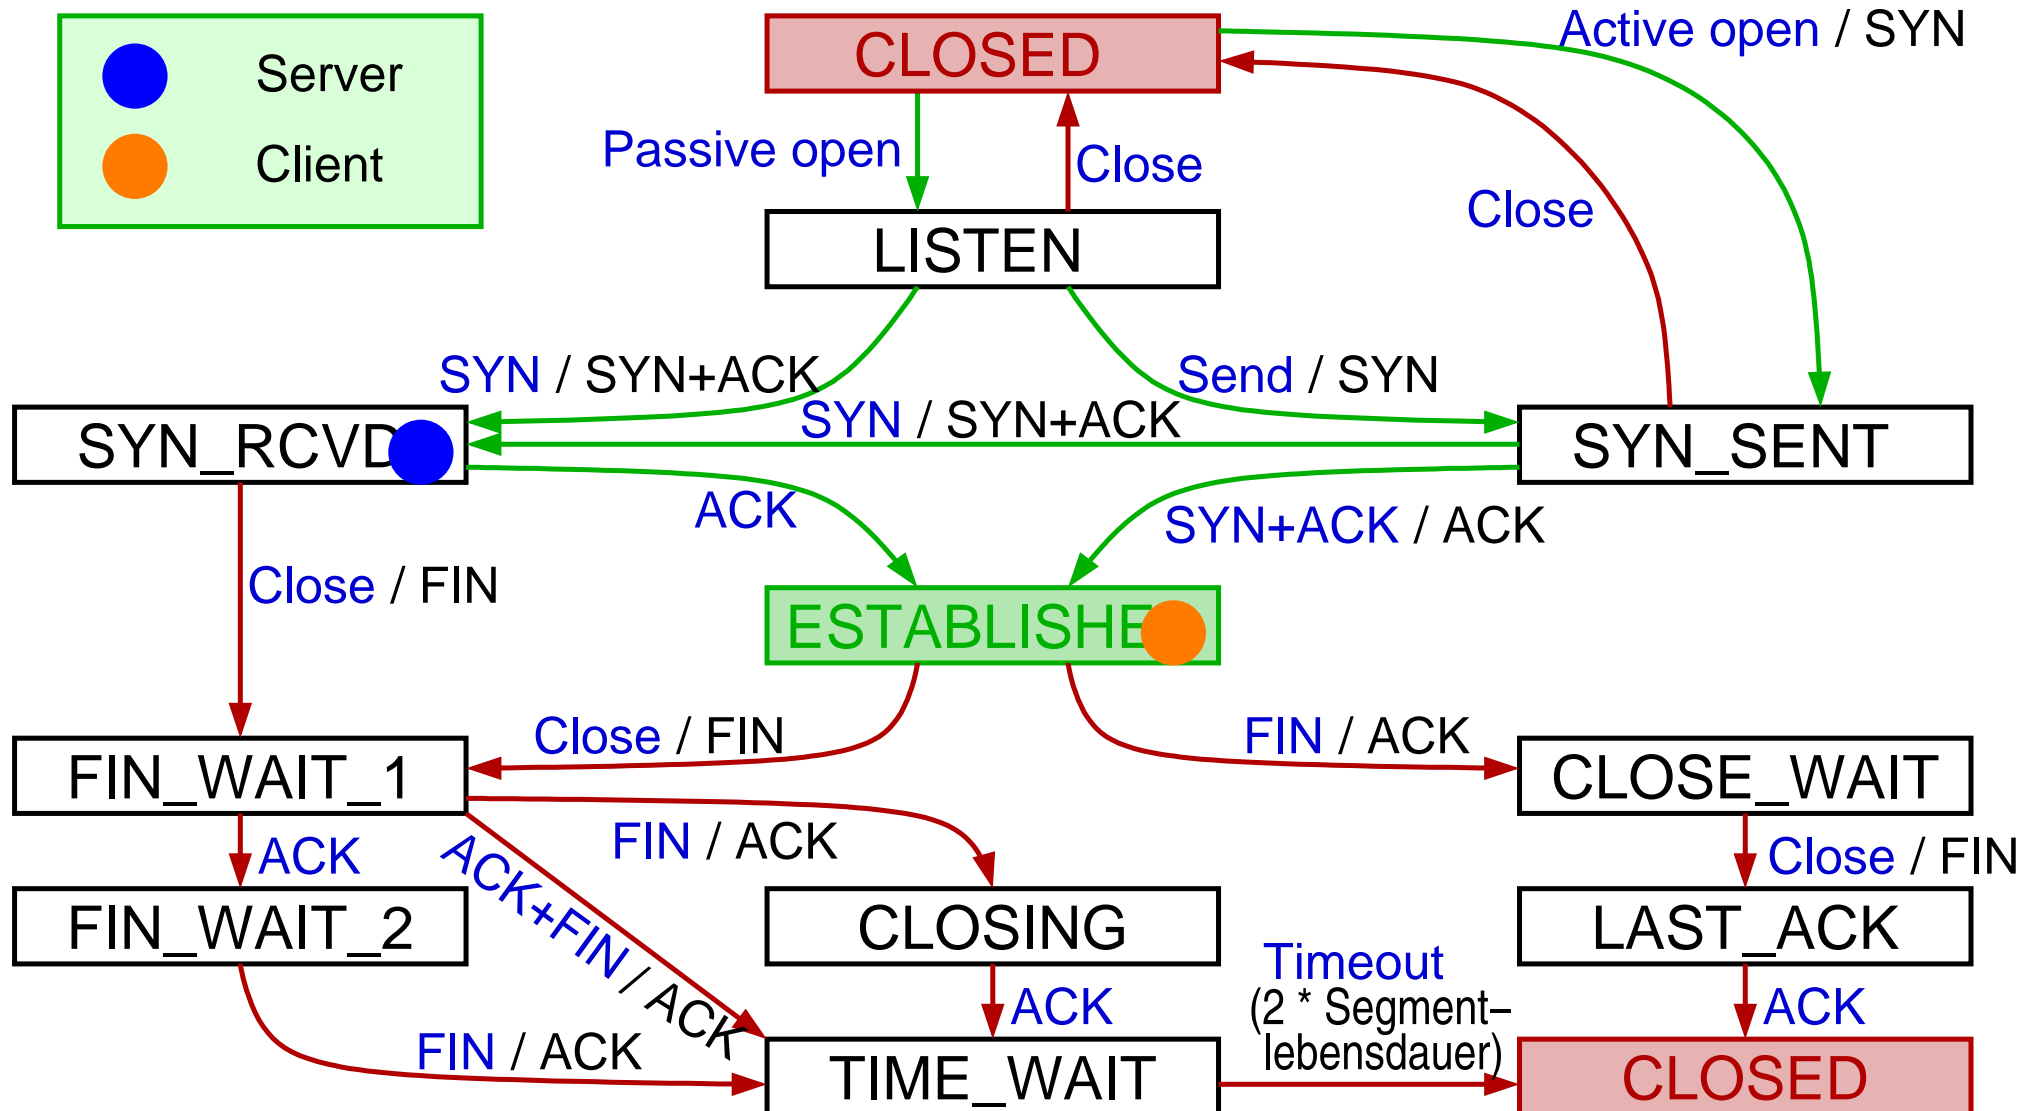 Server
Client
CLOSED
Active open / SYN
Passive open
Close
Close
LISTEN
SYN / SYN+ACK
Send / SYN
SYN / SYN+ACK
SYN_RCVD
SYN_SENT
ACK
SYN+ACK / ACK
Close / FIN
ESTABLISHE
Close / FIN
FIN / ACK
FIN_WAIT_1
CLOSE_WAIT
ACK
ACK+FIN / ACK
FIN / ACK
Close / FIN
FIN_WAIT_2
CLOSING
LAST_ACK
FIN / ACK
ACK
Timeout
(2 * Segment–
lebensdauer)
ACK
TIME_WAIT
CLOSED